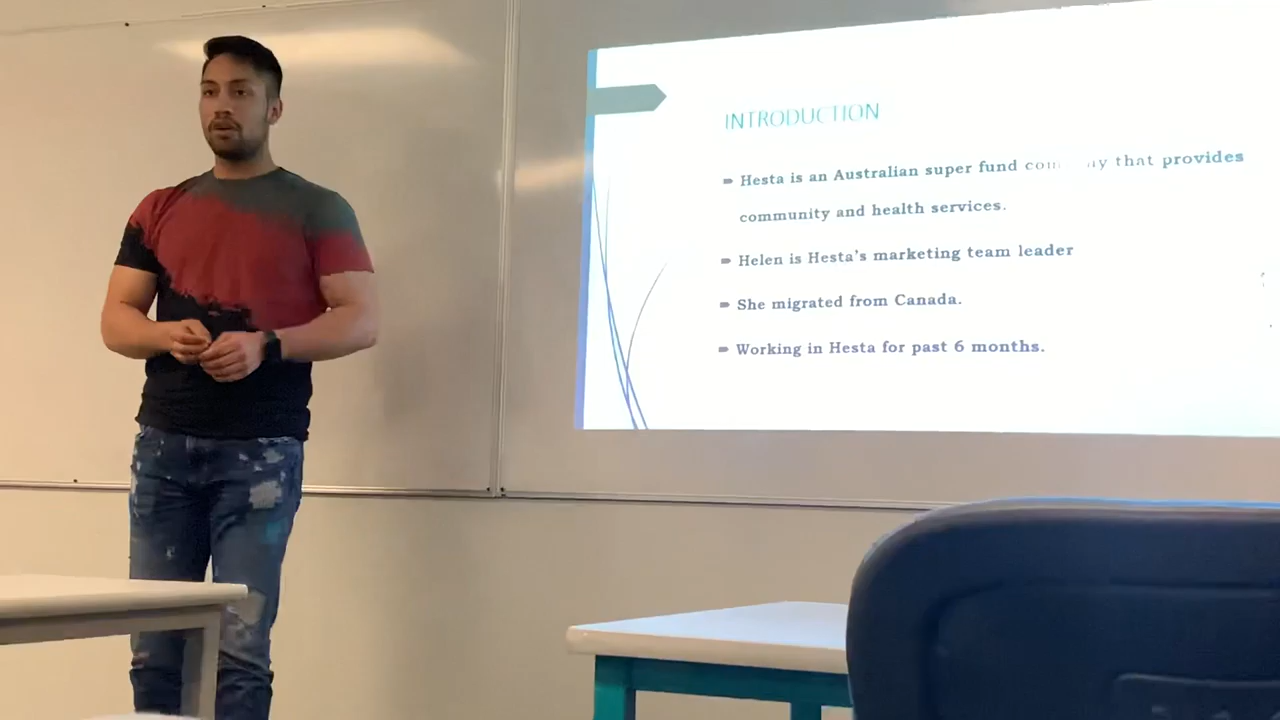 INTRODUCTION
Hesta is an Australian super fund that provides
community and health services.
Helen is Hesta's marketing team leader
She migrated from Canada.
Working in Hesta for past 6 months.